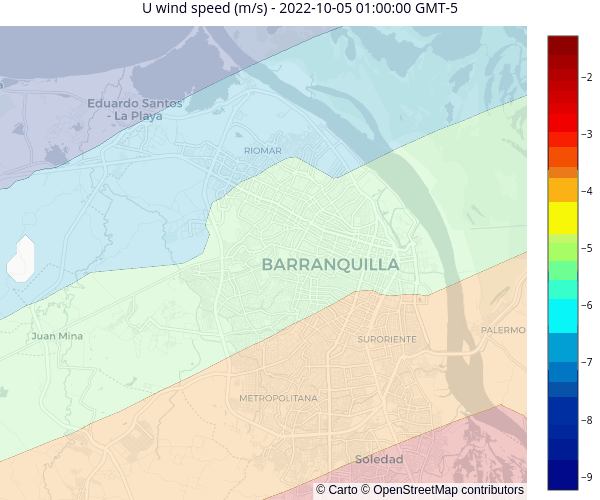 U wind speed (m/s) - 2022-10-05 01:00:00 GMT-5
Eduardo Santos
- La Playa
RIOMAR
BARRANQUILLA
Juan Mina
SURORIENTE
PALERMO
METROPOLITANA
Soledad
© Carto © OpenStreetMap contributors
−2
−3
−4
−5
−6
−7
−8
−9